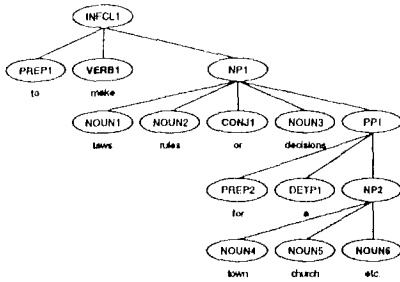 INFCL1
PREP1 VERB1 NP1
to make
NOUN1 NOUN2 CONJ1 NOUN3 PP1
laws rules or decisions
PREP2 DETP1 NP2
for a
NOUN4 NOUN5 NOUN6
town church etc.